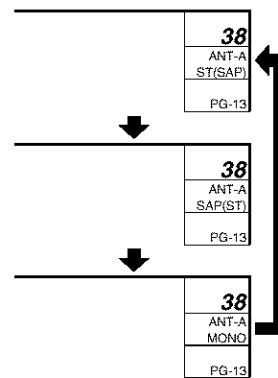 38
ANT-A
ST(SAP)
PG-13
38
ANT-A
SAP(ST)
PG-13
38
ANT-A
MONO
PG-13